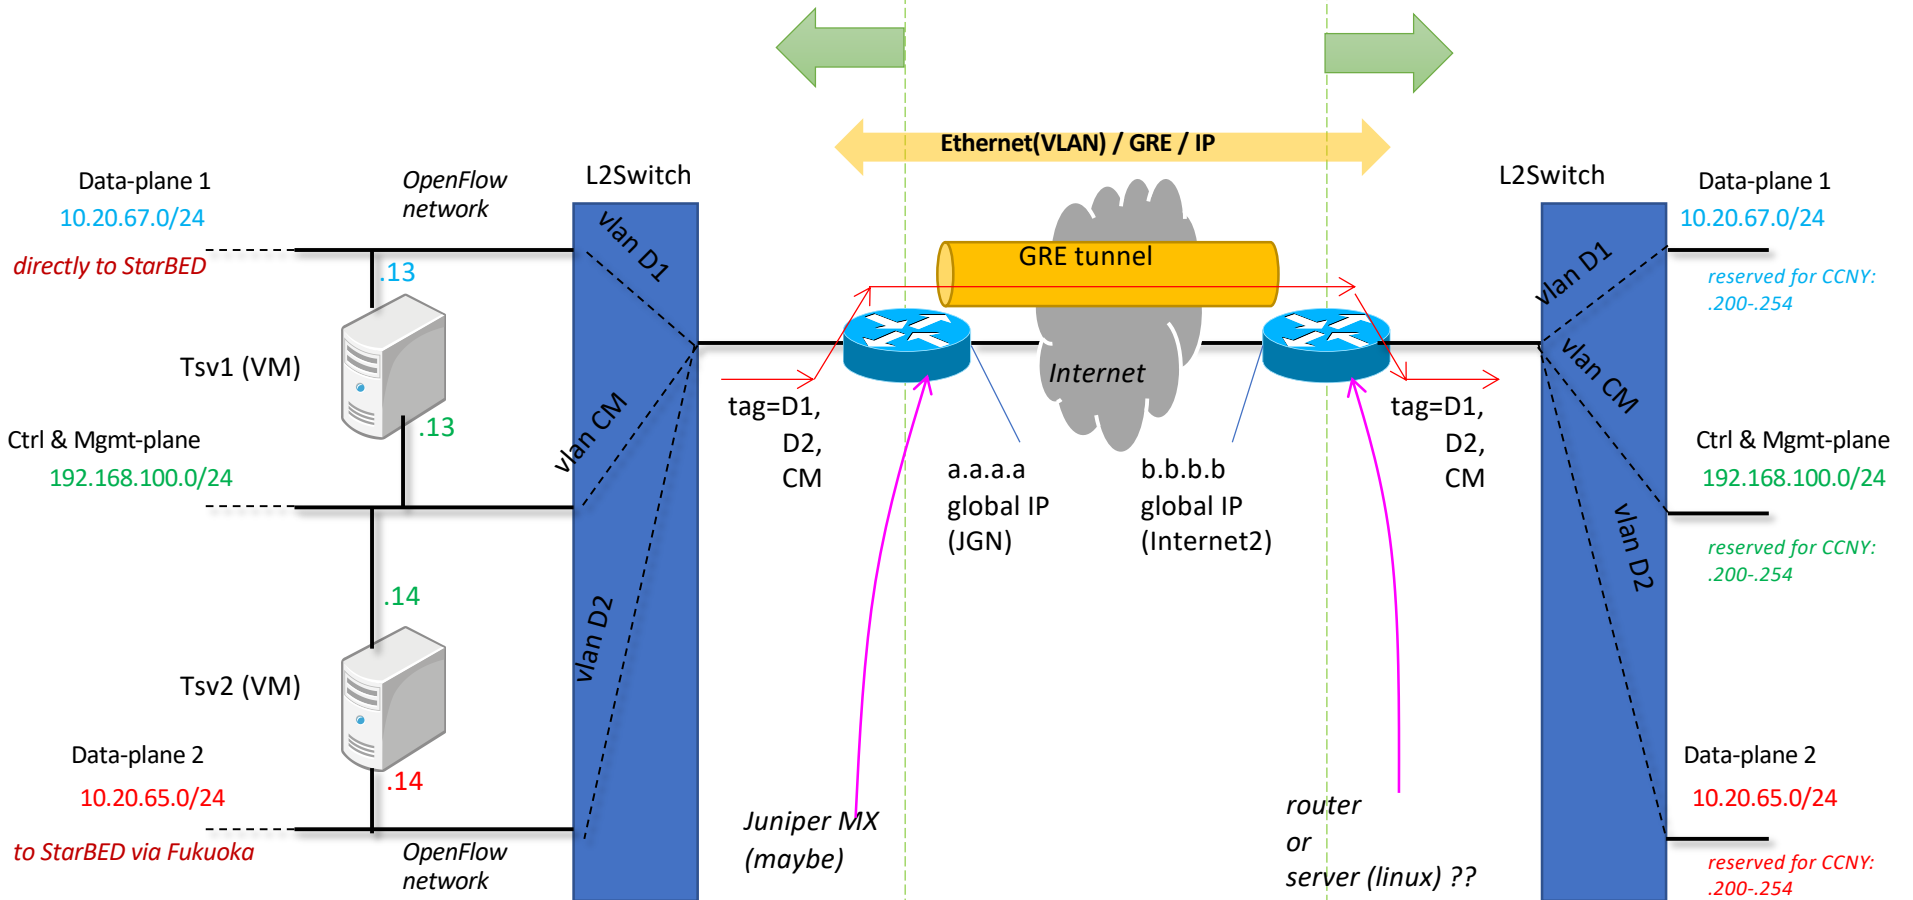 Ethernet(VLAN) / GRE / IP
Data-plane 1
10.20.67.0/24
directly to StarBED
OpenFlow
network
L2Switch
.13
Tsv1 (VM)
.13
Ctrl & Mgmt-plane
192.168.100.0/24
.14
Tsv2 (VM)
.14
Data-plane 2
10.20.65.0/24
to StarBED via Fukuoka
OpenFlow
network
vlan D1
vlan CM
vlan D2
tag=D1,
D2,
CM
GRE tunnel
Internet
a.a.a.a
global IP
(JGN)
b.b.b.b
global IP
(Internet2)
Juniper MX
(maybe)
router
or
server (linux) ??
tag=D1,
D2,
CM
L2Switch
vlan D1
vlan CM
vlan D2
Data-plane 1
10.20.67.0/24
reserved for CCNY:
.200-.254
Ctrl & Mgmt-plane
192.168.100.0/24
reserved for CCNY:
.200-.254
Data-plane 2
10.20.65.0/24
reserved for CCNY:
.200-.254